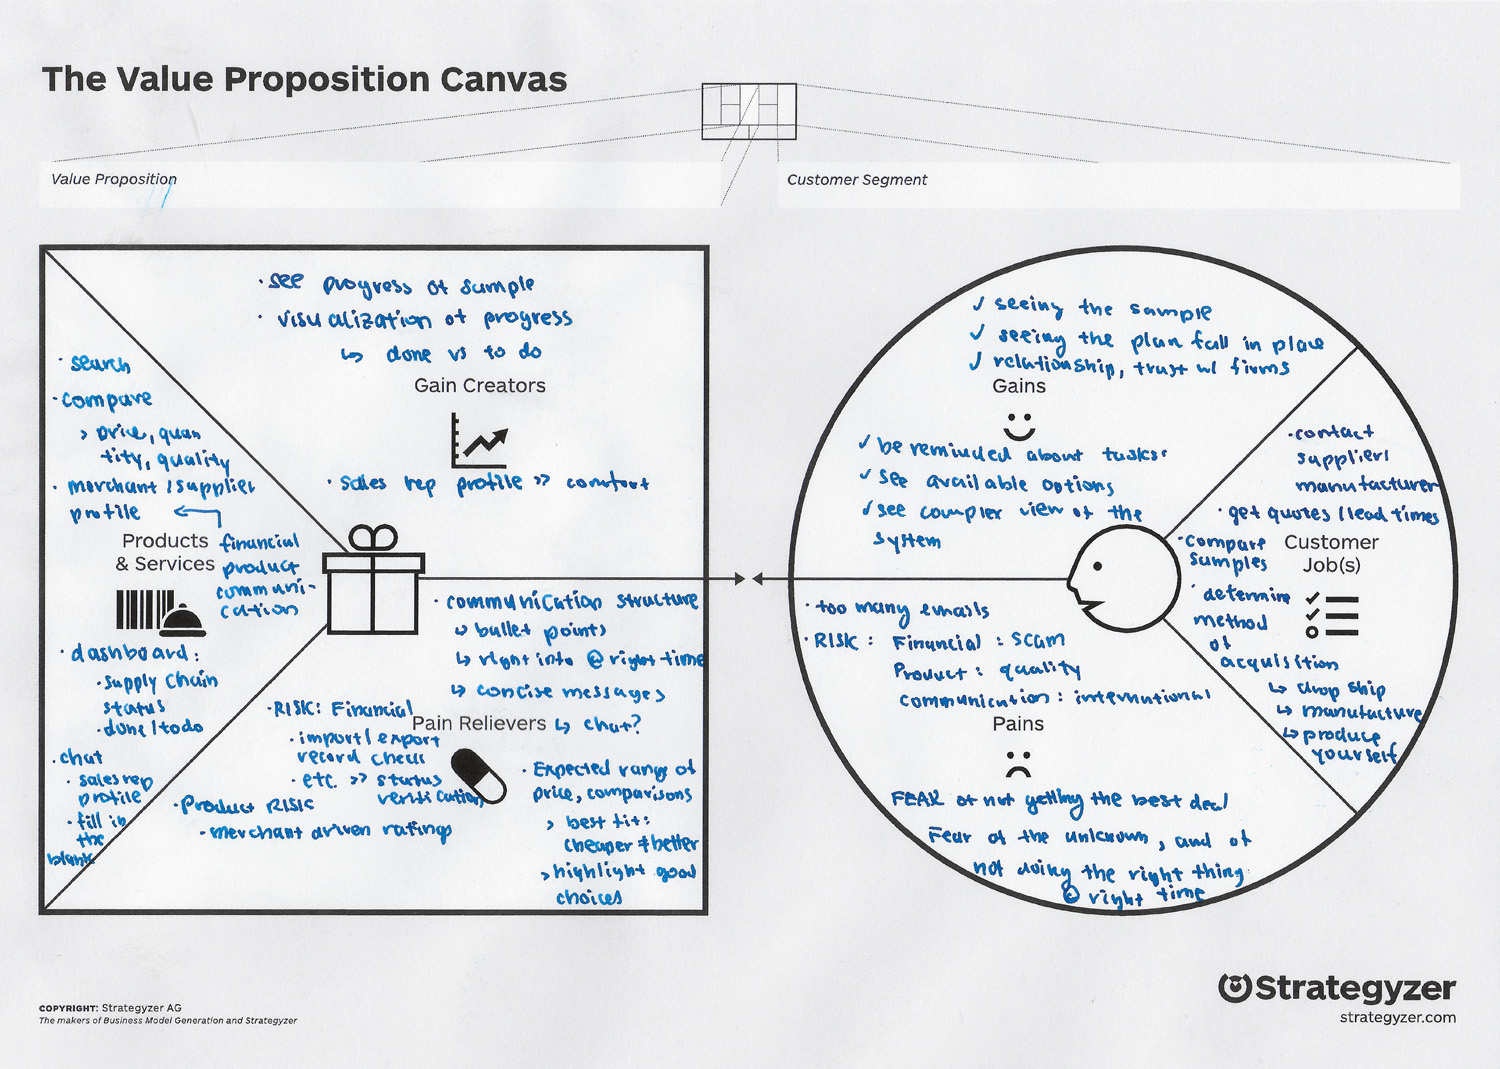 The Value Proposition Canvas
Value Proposition
Customer Segment
· see progress of sample
· visualization of progress
↳ done vs to do
Gain Creators
· sales rep profile >> comfort
· search
· compare
> price, quan
tity, quality
· merchant / supplier
profile
Products
& Services
financial
product
communi-
cation
· dashboard:
· supply chain
status
· done/todo
· chat
· sales rep
profile
· fill in
the
blank
· communication structure
↳ bullet points
↳ right info @ right time
↳ concise messages
↳ chat?
Pain Relievers
· RISK: Financial
· import/export
record check
· etc. >> status
verification
· Product RISK
· merchant driven ratings
· Expected range of
price, comparisons
> best fit:
cheaper ≠ better
> highlight good
choices
✓ seeing the sample
✓ seeing the plan fall in place
✓ relationship, trust w/ firms
Gains
✓ be reminded about tasks
✓ see available options
✓ see complex view of the
system
· contact
supplier/
manufacturer
· get quotes / lead times
· compare
samples
Customer
Job(s)
· determine
method
of
acquisition
↳ drop ship
↳ manufacture
↳ produce
yourself
· too many emails
· RISK: Financial: scam
Product: quality
communication: international
Pains
FEAR of not getting the best deal
Fear of the unknown, and of
not doing the right thing
@ right time
COPYRIGHT: Strategyzer AG
The makers of Business Model Generation and Strategyzer
Strategyzer
strategyzer.com